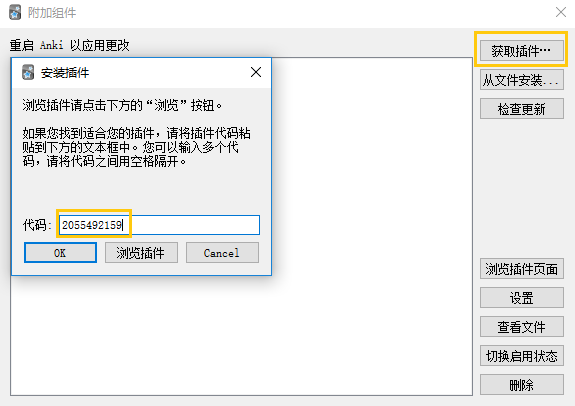 附加组件
重启 Anki 以应用更改
获取插件…
从文件安装...
检查更新
安装插件
浏览插件请点击下方的“浏览”按钮。
如果您找到适合您的插件，请将插件代码粘
贴到下方的文本框中。您可以输入多个代
码，请将代码之间用空格隔开。
代码: 2055492159
OK
浏览插件
Cancel
浏览插件页面
设置
查看文件
切换启用状态
删除